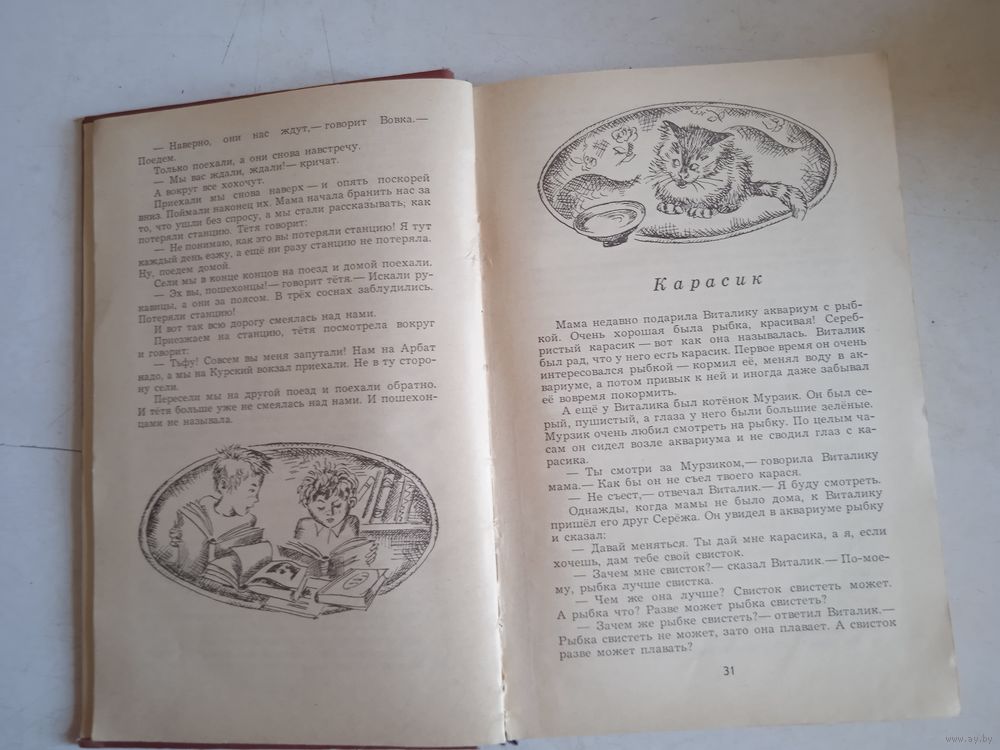 — Наверно, они нас ждут,— говорит Вовка.—
Поедем.
Только поехали, а они снова навстречу.
— Мы вас ждали, ждали!— кричат.
А вокруг все хохочут.
Приехали мы снова наверх — и опять поскорей
вниз. Поймали наконец их. Мама начала бранить нас за
то, что ушли без спросу, а мы стали рассказывать, как
потеряли станцию. Тётя говорит:
— Не понимаю, как это вы потеряли станцию! Я тут
каждый день езжу, а ещё ни разу станцию не потеряла.
Ну, поедем домой.
Сели мы в конце концов на поезд и домой поехали.
— Эх вы, пошехонцы!— говорит тётя.— Искали ру-
кавицы, а они за поясом. В трёх соснах заблудились.
Потеряли станцию!
И вот так всю дорогу смеялась над нами.
Приезжаем на станцию, тётя посмотрела вокруг
и говорит:
— Тьфу! Совсем вы меня запутали! Нам на Арбат
надо, а мы на Курский вокзал приехали. Не в ту сторо-
ну сели.
Пересели мы на другой поезд и поехали обратно.
И тётя больше уже не смеялась над нами. И пошехон-
цами не называла.
Карасик
Мама недавно подарила Виталику аквариум с рыб-
кой. Очень хорошая была рыбка, красивая! Сереб-
ристый карасик — вот как она называлась. Виталик
был рад, что у него есть карасик. Первое время он очень
интересовался рыбкой — кормил её, менял воду в ак-
вариуме, а потом привык к ней и иногда даже забывал
её вовремя покормить.
А ещё у Виталика был котёнок Мурзик. Он был се-
рый, пушистый, а глаза у него были большие зелёные.
Мурзик очень любил смотреть на рыбку. По целым ча-
сам он сидел возле аквариума и не сводил глаз с ка-
расика.
— Ты смотри за Мурзиком,— говорила Виталику
мама.— Как бы он не съел твоего карася.
— Не съест,— отвечал Виталик.— Я буду смотреть.
Однажды, когда мамы не было дома, к Виталику
пришёл его друг Серёжа. Он увидел в аквариуме рыбку
и сказал:
— Давай меняться. Ты дай мне карасика, а я, если
хочешь, дам тебе свой свисток.
— Зачем мне свисток?— сказал Виталик.— По-мое-
му, рыбка лучше свистка.
— Чем же она лучше? Свисток свистеть может.
А рыбка что? Разве может рыбка свистеть?
— Зачем же рыбке свистеть?— ответил Виталик.—
Рыбка свистеть не может, зато она плавает. А свисток
разве может плавать?
31
www.ay.by